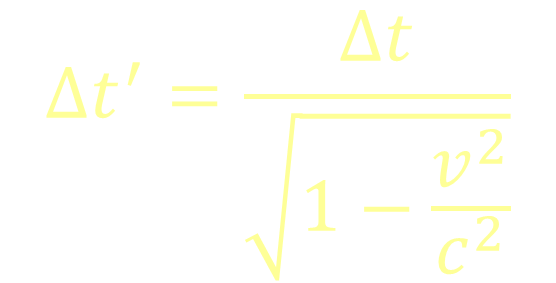 Δt′ = Δt / √(1 − v²/c²)